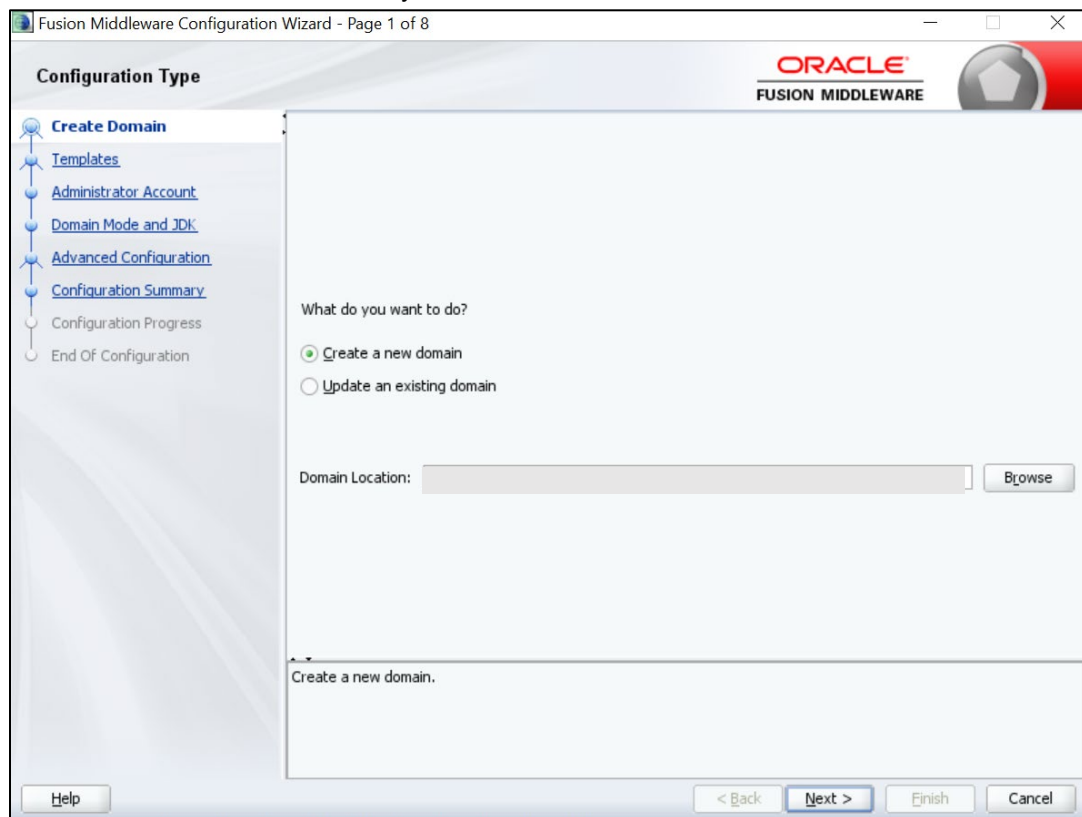 Fusion Middleware Configuration Wizard - Page 1 of 8
Configuration Type
ORACLE
FUSION MIDDLEWARE
Create Domain
Templates
Administrator Account
Domain Mode and JDK
Advanced Configuration
Configuration Summary
Configuration Progress
End Of Configuration
What do you want to do?
Create a new domain
Update an existing domain
Domain Location:
Browse
Create a new domain.
Help
< Back
Next >
Finish
Cancel